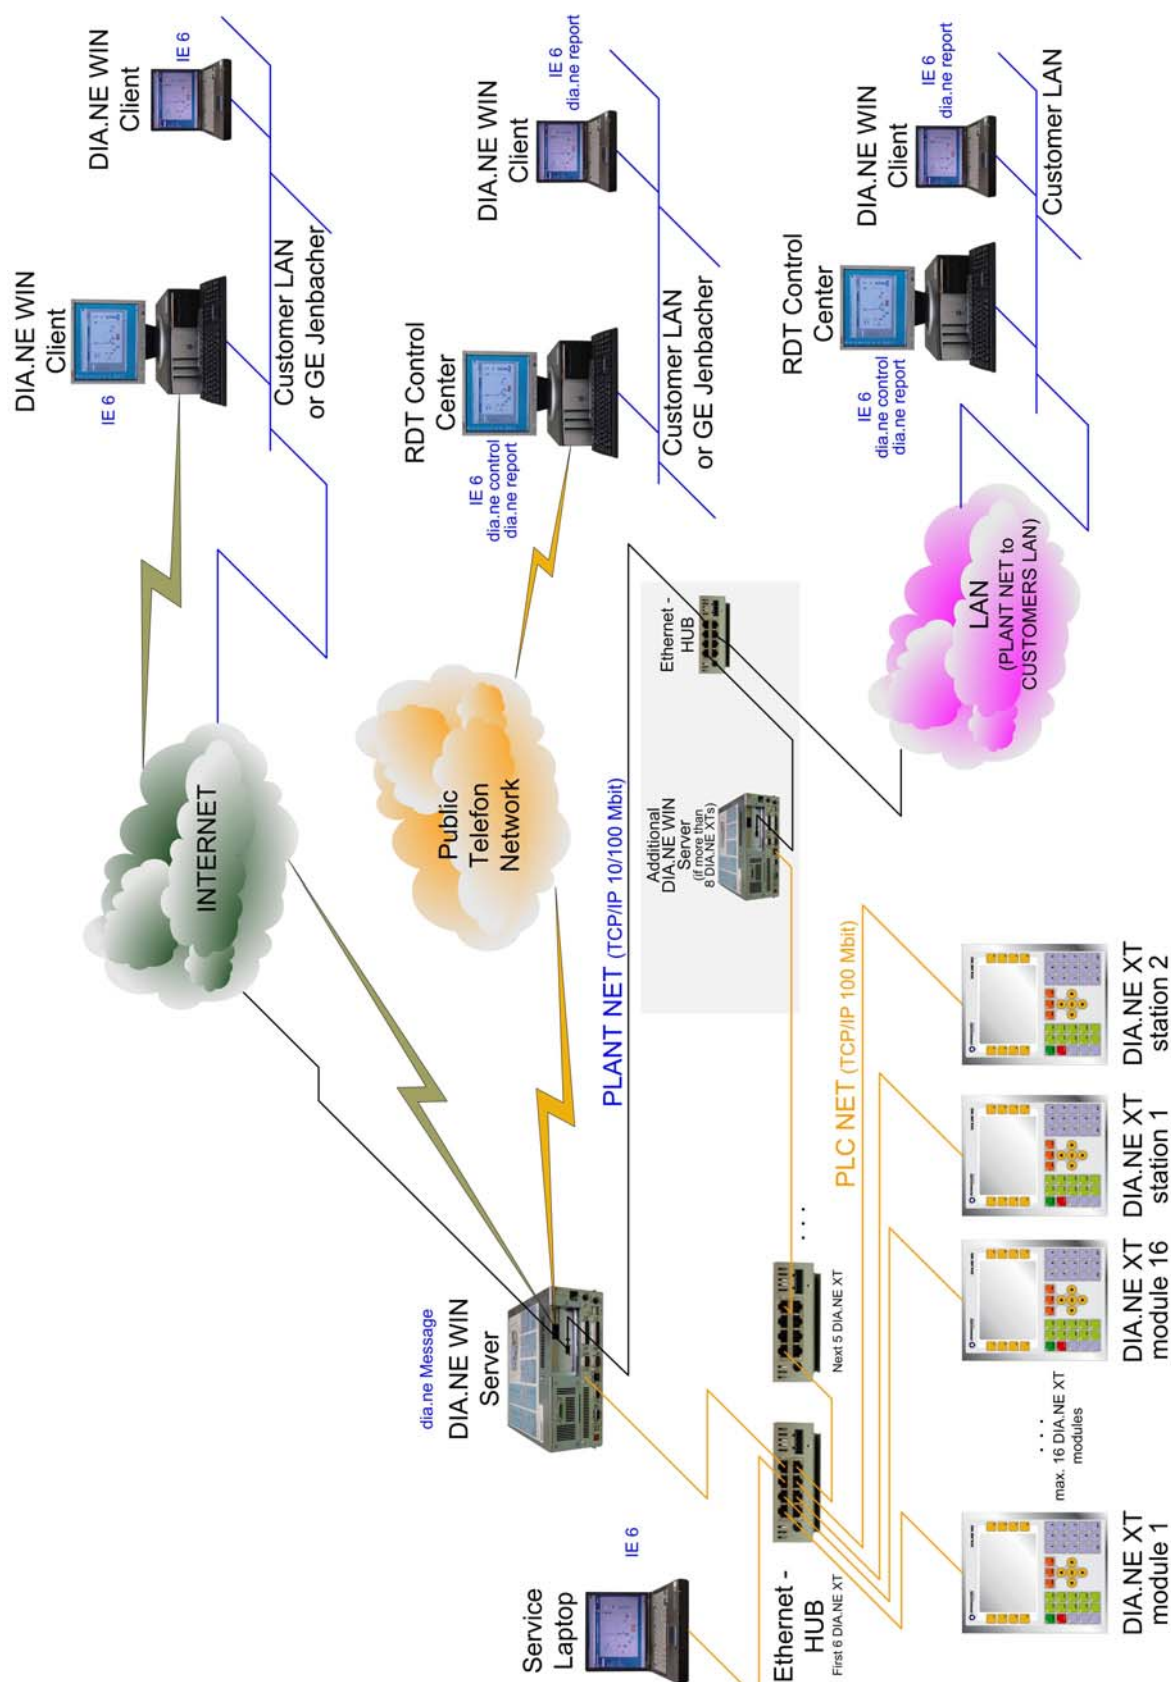 DIA.NE WIN
Client
IE 6
DIA.NE WIN
Client
IE 6
Customer LAN
or GE Jenbacher
INTERNET
RDT Control
Center
IE 6
dia.ne control
dia.ne report
DIA.NE WIN
Client
IE 6
dia.ne report
Customer LAN
or GE Jenbacher
Public
Telefon
Network
RDT Control
Center
IE 6
dia.ne control
dia.ne report
DIA.NE WIN
Client
IE 6
dia.ne report
Customer LAN
LAN
(PLANT NET to
CUSTOMERS LAN)
dia.ne Message
DIA.NE WIN
Server
PLANT NET (TCP/IP 10/100 Mbit)
Ethernet -
HUB
Additional
DIA.NE WIN
Server
(if more than
8 DIA.NE XTs)
Service
Laptop
IE 6
Ethernet -
HUB
First 6 DIA.NE XT
Next 5 DIA.NE XT
. . .
PLC NET (TCP/IP 100 Mbit)
DIA.NE XT
module 1
. . . .
max. 16 DIA.NE XT
modules
DIA.NE XT
module 16
DIA.NE XT
station 1
DIA.NE XT
station 2